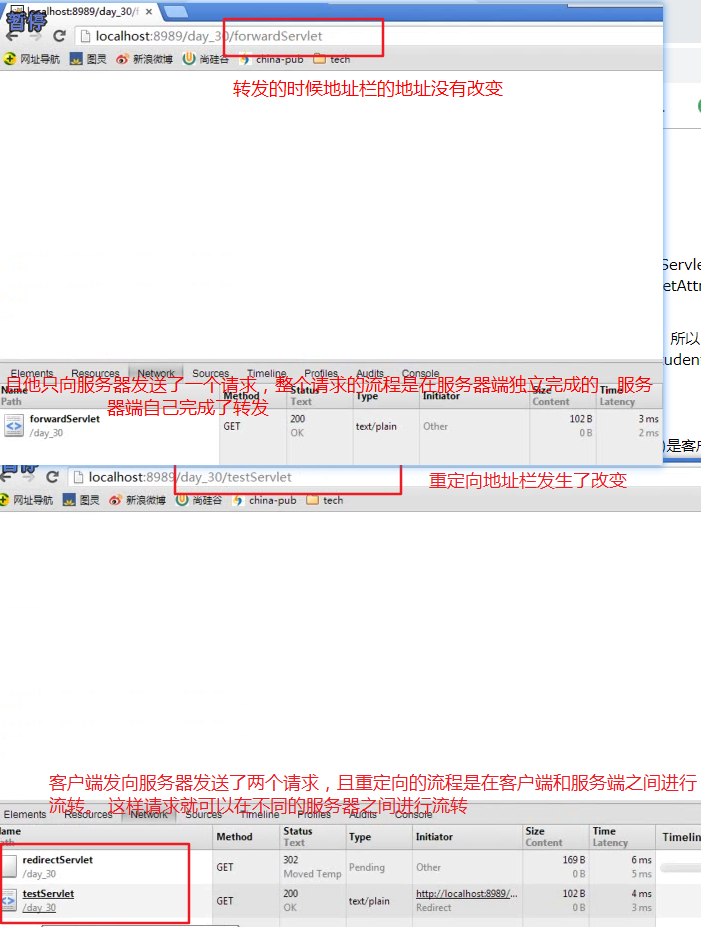 暂停
localhost:8989/day_30/f
localhost:8989/day_30/forwardServlet
网址导航 图灵 新浪微博 尚硅谷 china-pub tech
转发的时候地址栏的地址没有改变
Servle
etAttr
所以
udent
Elements Resources Network Sources Timeline Profiles Audits Console
且他只向服务器发送了一个请求，整个请求的流程是在服务器端独立完成的，服务
器端自己完成了转发
Name Method Status Type Initiator Size Time
Path Text Content Latency
forwardServlet GET 200 text/plain Other 102 B 3 ms
/day_30 OK 0 B 2 ms
)是客户
暂停
localhost:8989/day_30/testServlet
重定向地址栏发生了改变
网址导航 图灵 新浪微博 尚硅谷 china-pub tech
客户端发向服务器发送了两个请求，且重定向的流程是在客户端和服务端之间进行
流转。 这样请求就可以在不同的服务器之间进行流转
Elements Resources Network Sources Timeline Profiles Audits Console
ame Method Status Type Initiator Size Time Timelin
ath Text Content Latency
redirectServlet GET 302 Pending Other 169 B 6 ms
/day_30 Moved Temp 0 B 5 ms
testServlet GET 200 text/plain http://localhost:8989/... 102 B 4 ms
/day_30 OK Redirect 0 B 3 ms